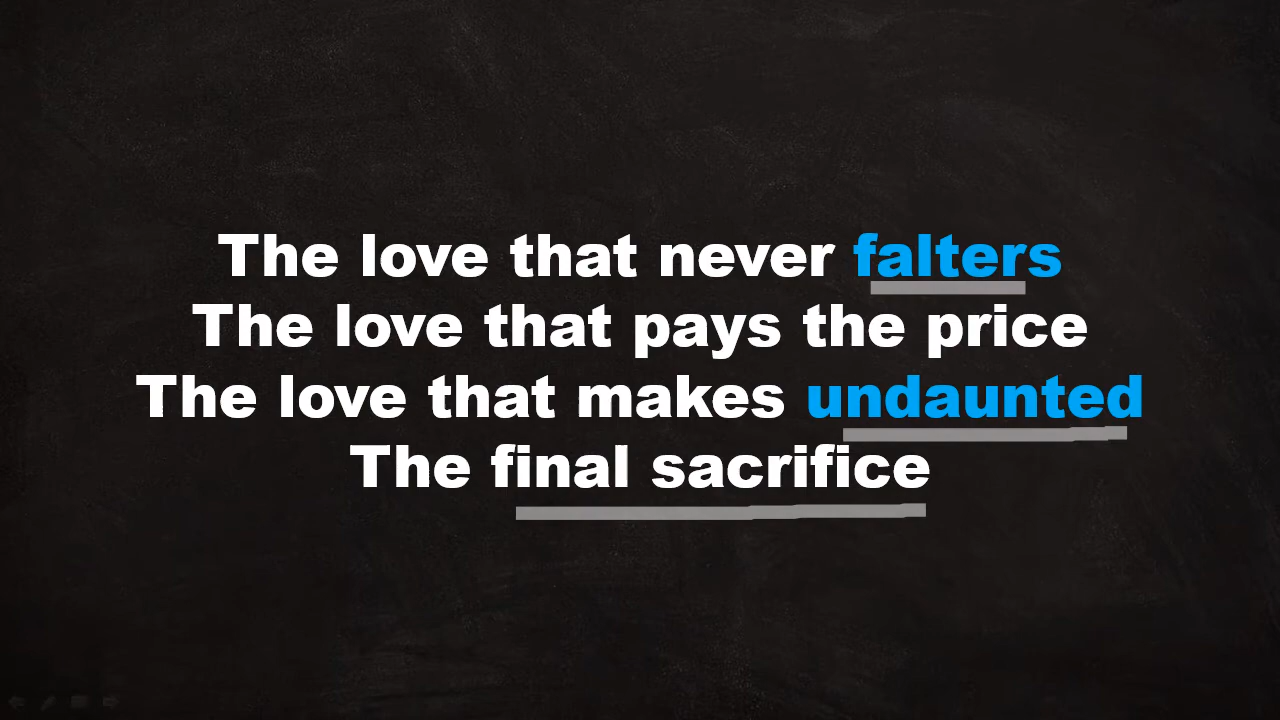 The love that never falters
The love that pays the price
The love that makes undaunted
The final sacrifice